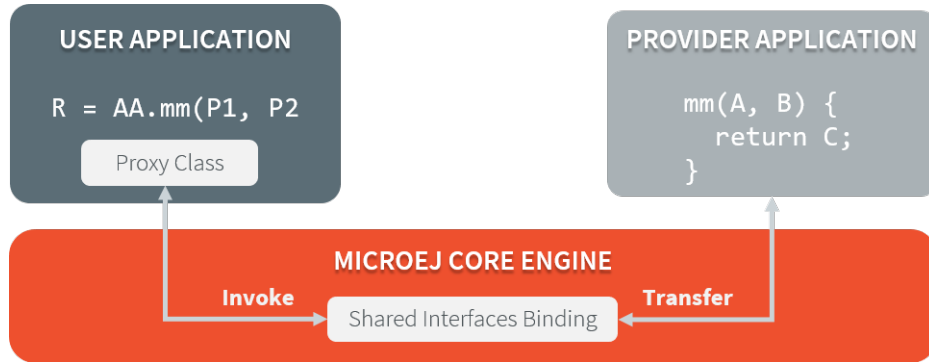 USER APPLICATION
R = AA.mm(P1, P2
Proxy Class
PROVIDER APPLICATION
mm(A, B) {
return C;
}
MICROEJ CORE ENGINE
Invoke
Shared Interfaces Binding
Transfer